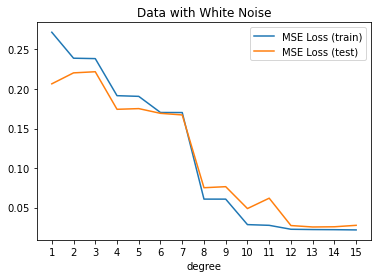 Data with White Noise
MSE Loss (train)
MSE Loss (test)
0.25
0.20
0.15
0.10
0.05
1 2 3 4 5 6 7 8 9 10 11 12 13 14 15
degree